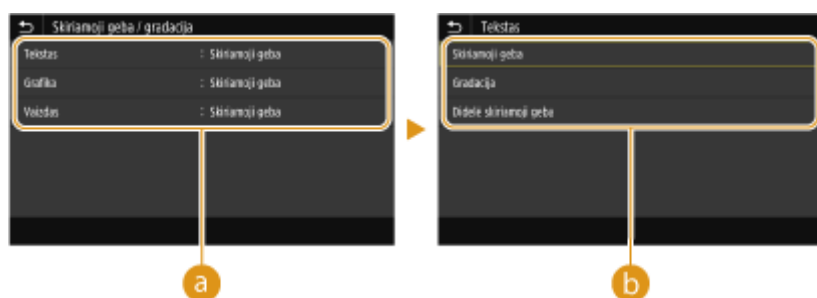 Skiriamoji geba / gradacija
Tekstas : Skiriamoji geba
Grafika : Skiriamoji geba
Vaizdas : Skiriamoji geba
a
Tekstas
Skiriamoji geba
Gradacija
Didelė skiriamoji geba
b